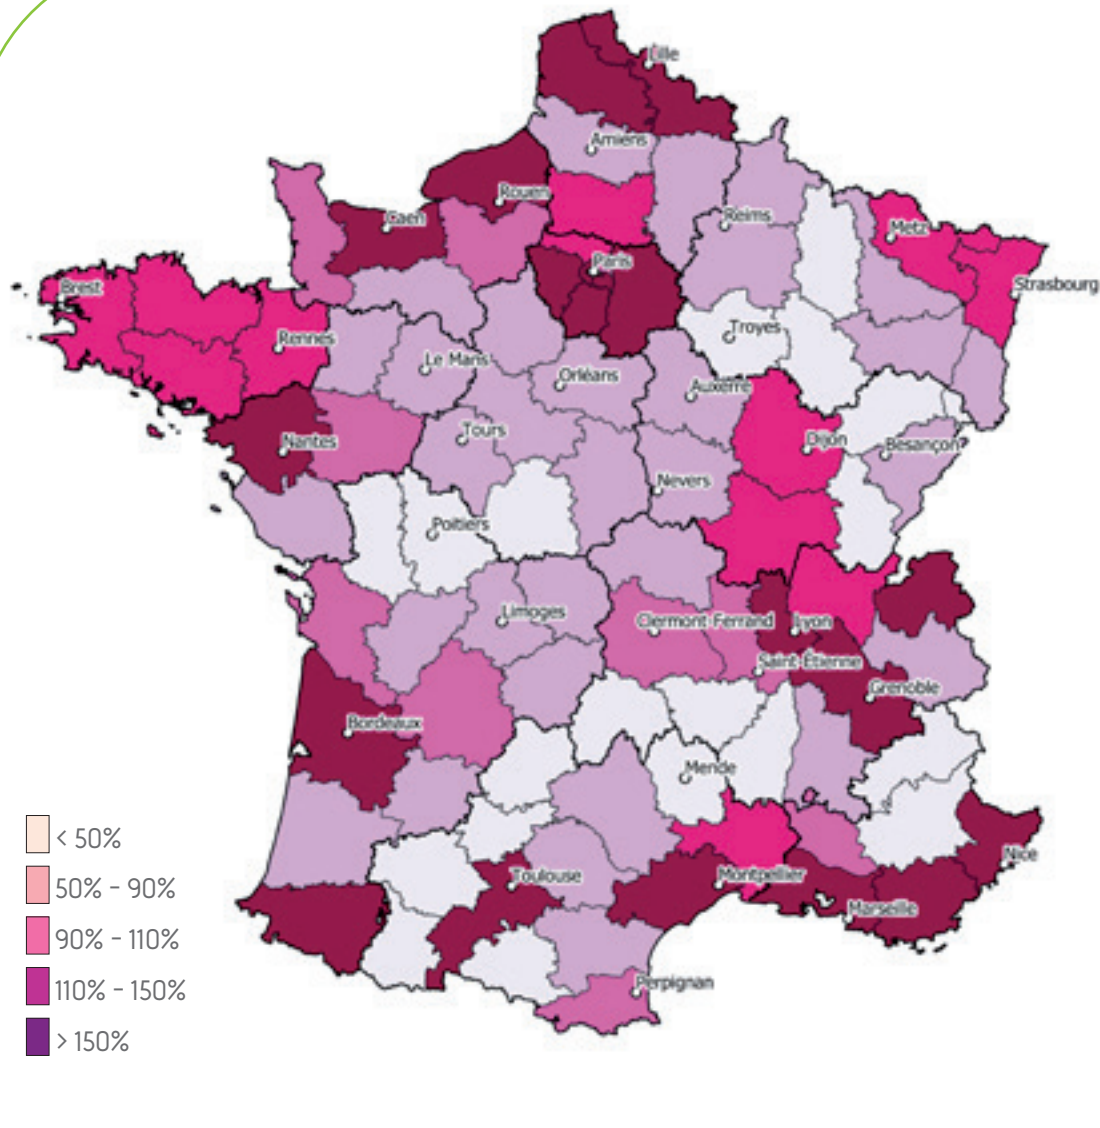 Lille
Amiens
Rouen
Caen
Reims
Metz
Paris
Strasbourg
Brest
Rennes
Troyes
Le Mans
Orléans
Auxerre
Tours
Nantes
Dijon
Besançon
Nevers
Poitiers
Limoges
Clermont-Ferrand
Lyon
Saint-Étienne
Grenoble
Bordeaux
Mende
< 50%
50% - 90%
90% - 110%
110% - 150%
> 150%
Nice
Toulouse
Montpellier
Marseille
Perpignan